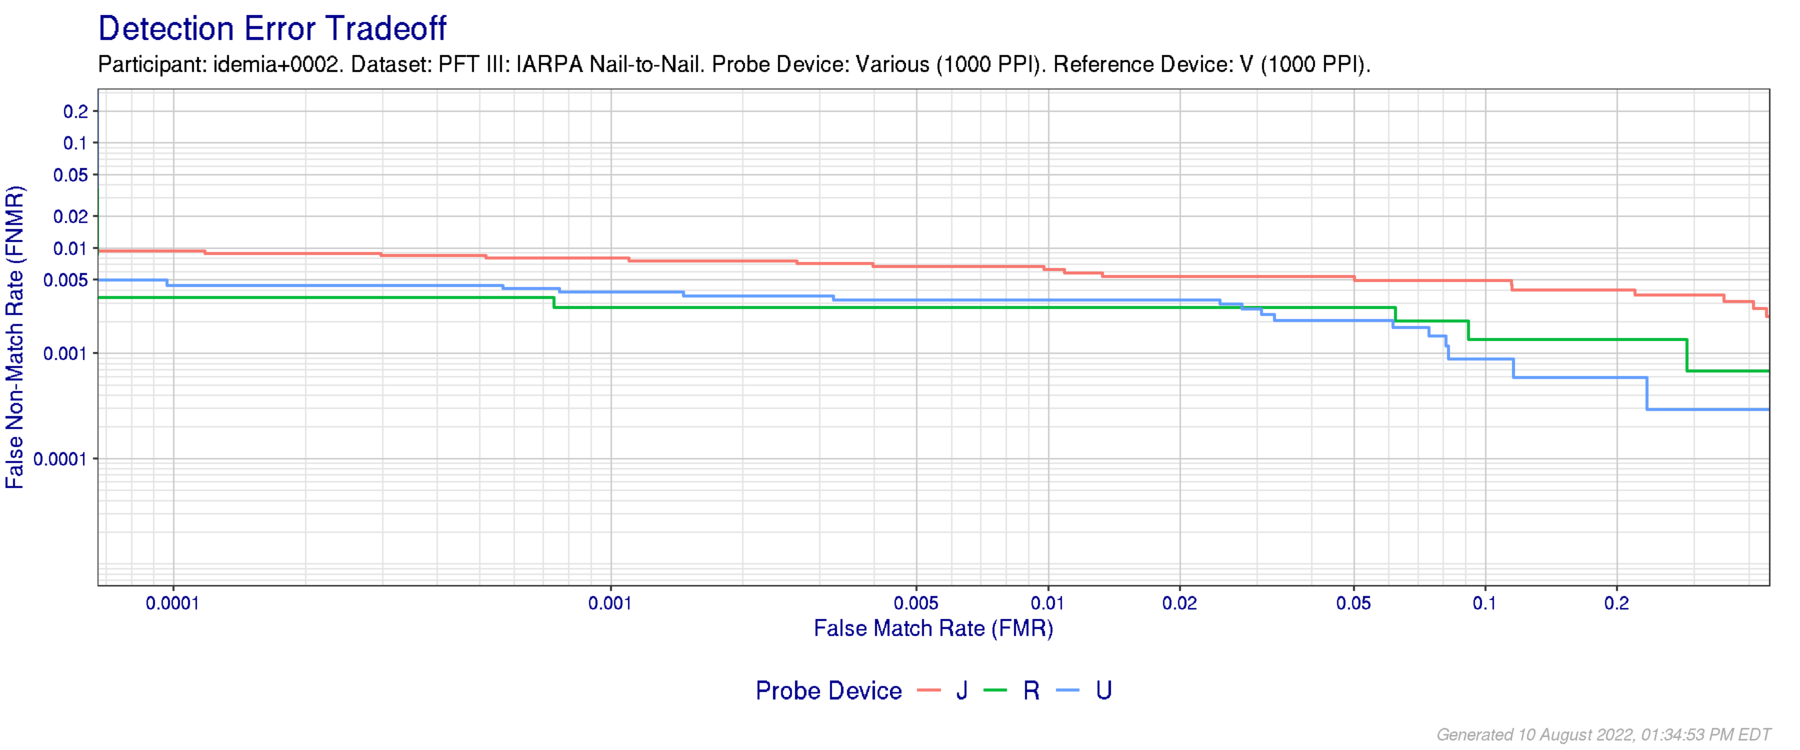 Detection Error Tradeoff
Participant: idemia+0002. Dataset: PFT III: IARPA Nail-to-Nail. Probe Device: Various (1000 PPI). Reference Device: V (1000 PPI).
False Non-Match Rate (FNMR)
0.2
0.1
0.05
0.02
0.01
0.005
0.001
0.0001
0.0001 0.001 0.005 0.01 0.02 0.05 0.1 0.2
False Match Rate (FMR)
Probe Device J R U
Generated 10 August 2022, 01:34:53 PM EDT